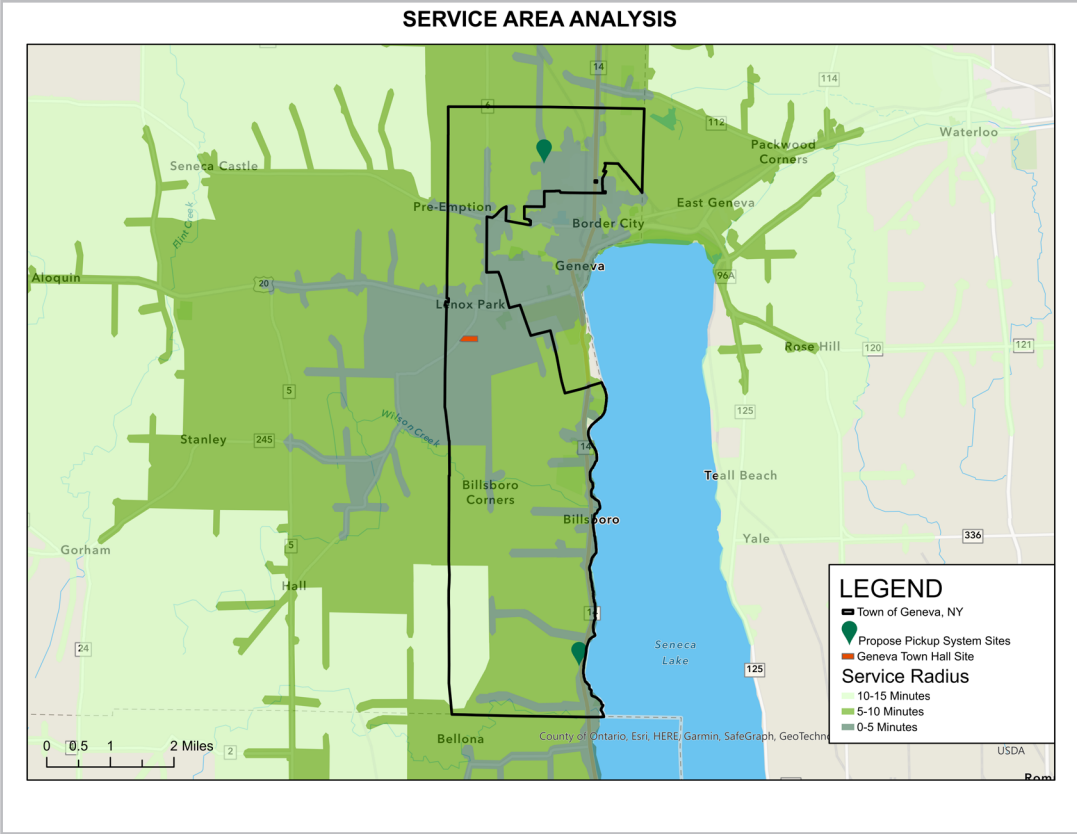 SERVICE AREA ANALYSIS
14
114
6
112
Waterloo
Packwood
Corners
Seneca Castle
Flint Creek
Pre-Emption
East Geneva
Border City
Geneva
96A
Aloquin
20
Lenox Park
Rose Hill
120
121
5
125
Wilson Creek
Stanley
245
14
Teall Beach
Billsboro
Corners
Billsboro
336
Yale
Gorham
5
Hall
14
24
Seneca
Lake
125
LEGEND
Town of Geneva, NY
Propose Pickup System Sites
Geneva Town Hall Site
Service Radius
10-15 Minutes
5-10 Minutes
0-5 Minutes
Bellona
County of Ontario, Esri, HERE, Garmin, SafeGraph, GeoTechno
0 0.5 1 2 Miles
2
USDA
Rom